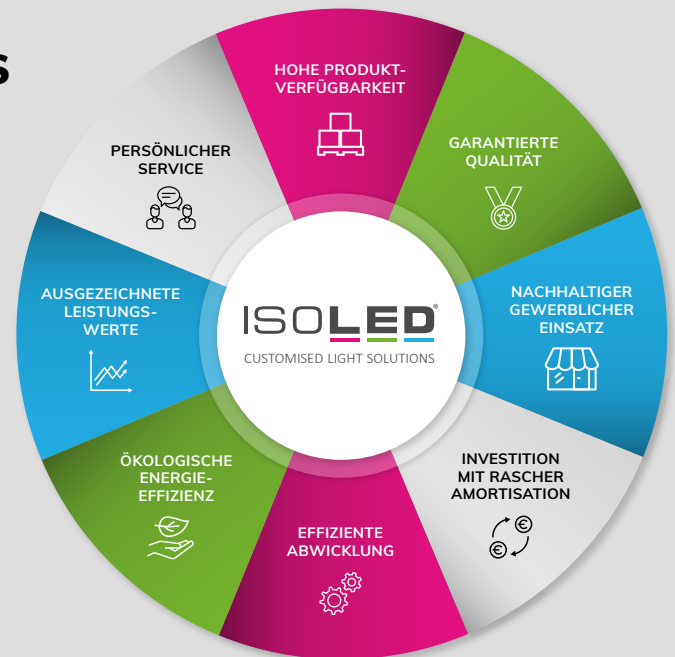 s
HOHE PRODUKT-
VERFÜGBARKEIT
GARANTIERTE
QUALITÄT
NACHHALTIGER
GEWERBLICHER
EINSATZ
INVESTITION
MIT RASCHER
AMORTISATION
€
€
EFFIZIENTE
ABWICKLUNG
ÖKOLOGISCHE
ENERGIE-
EFFIZIENZ
AUSGEZEICHNETE
LEISTUNGS-
WERTE
PERSÖNLICHER
SERVICE
ISOLED®
CUSTOMISED LIGHT SOLUTIONS